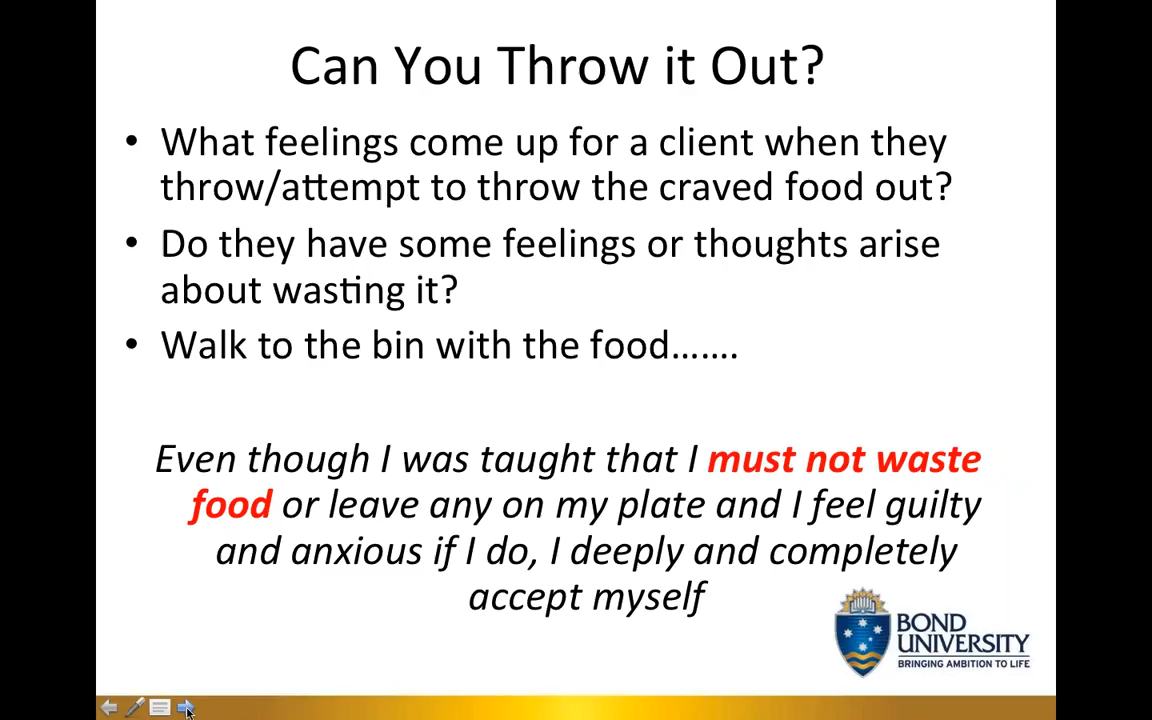 Can You Throw it Out?
• What feelings come up for a client when they
throw/attempt to throw the craved food out?
• Do they have some feelings or thoughts arise
about wasting it?
• Walk to the bin with the food…….
Even though I was taught that I must not waste
food or leave any on my plate and I feel guilty
and anxious if I do, I deeply and completely
accept myself
BOND
UNIVERSITY
BRINGING AMBITION TO LIFE